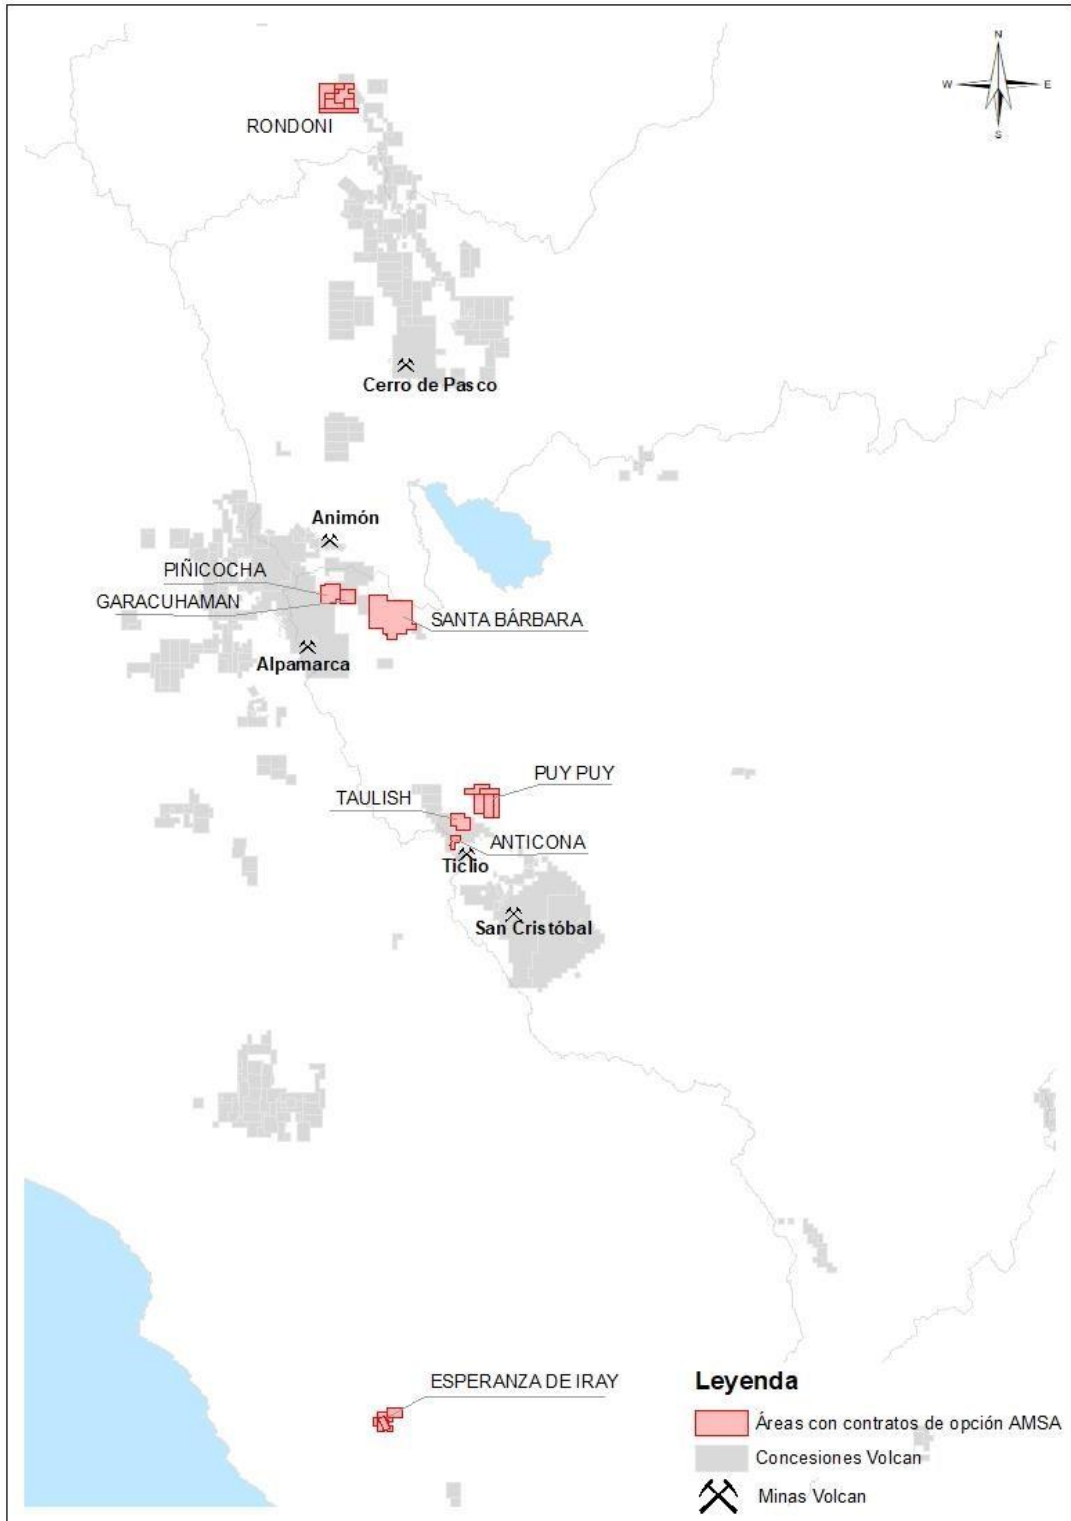 N
W E
S
RONDONI
Cerro de Pasco
Animón
PIÑICOCHA
GARACUHAMAN
SANTA BÁRBARA
Alpamarca
PUY PUY
TAULISH
ANTICONA
Ticlio
San Cristóbal
ESPERANZA DE IRAY
Leyenda
Áreas con contratos de opción AMSA
Concesiones Volcan
Minas Volcan